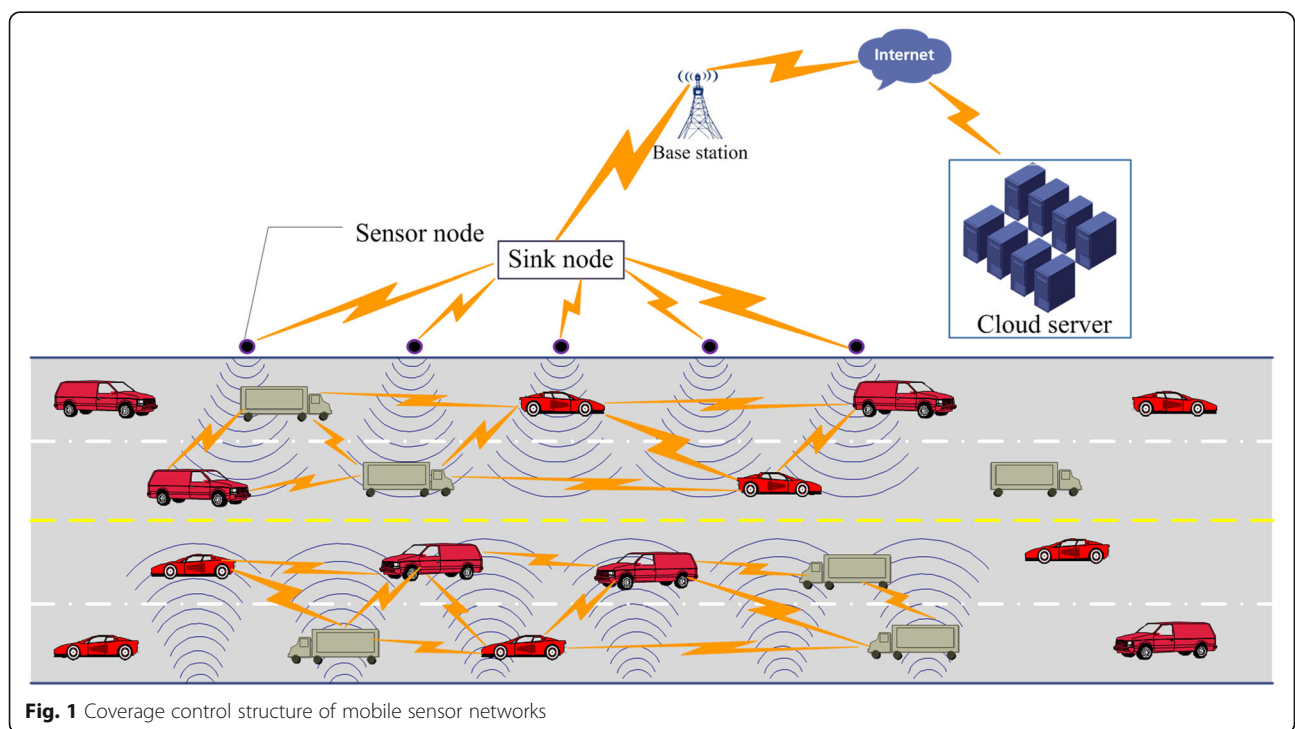 Internet
Base station
Sensor node
Sink node
Cloud server
Fig. 1 Coverage control structure of mobile sensor networks